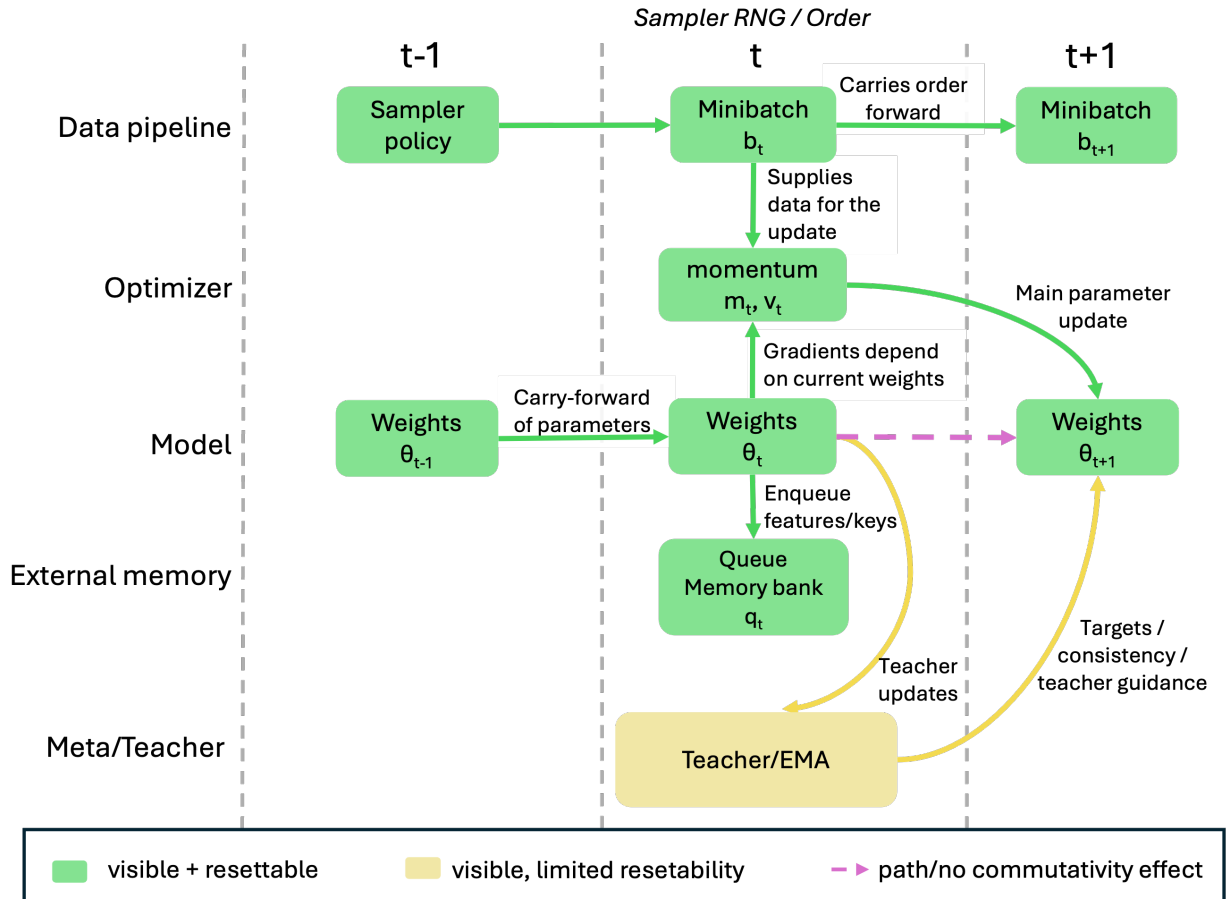 Sampler RNG / Order
t-1
t
t+1
Data pipeline
Sampler
policy
Minibatch
bt
Carries order
forward
Minibatch
bt+1
Supplies
data for the
update
Optimizer
momentum
mt, vt
Main parameter
update
Gradients depend
on current weights
Model
Weights
θt-1
Carry-forward
of parameters
Weights
θt
Weights
θt+1
Enqueue
features/keys
External memory
Queue
Memory bank
qt
Teacher
updates
Targets /
consistency /
teacher guidance
Meta/Teacher
Teacher/EMA
visible + resettable
visible, limited resetability
path/no commutativity effect